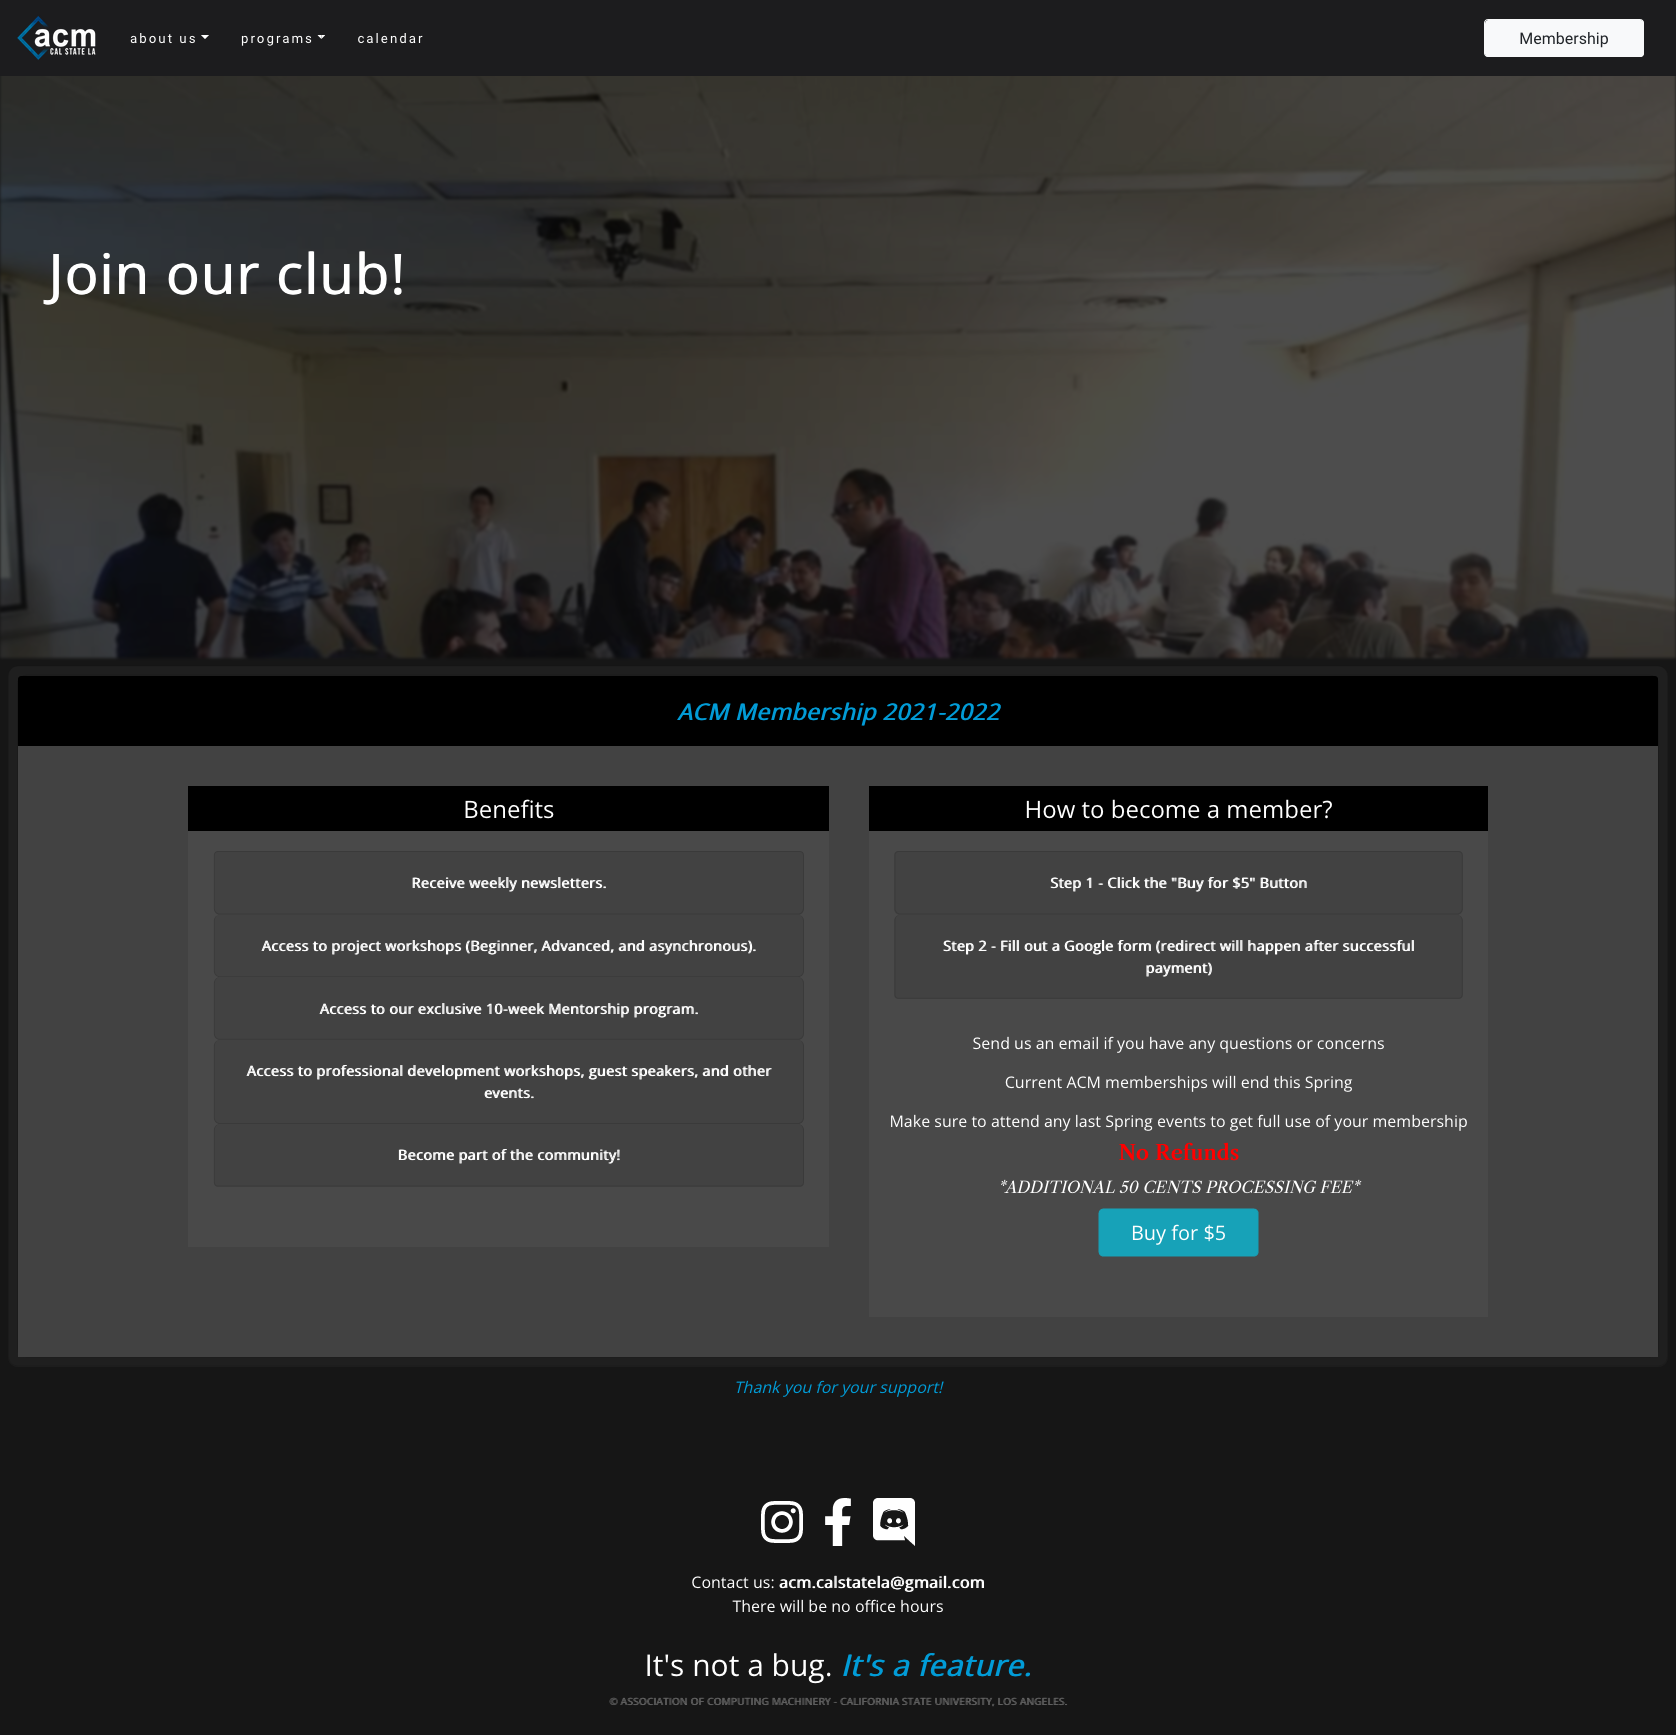 acm
CAL STATE LA
about us
programs
calendar
Membership
Join our club!
ACM Membership 2021-2022
Benefits
Receive weekly newsletters.
Access to project workshops (Beginner, Advanced, and asynchronous).
Access to our exclusive 10-week Mentorship program.
Access to professional development workshops, guest speakers, and other
events.
Become part of the community!
How to become a member?
Step 1 - Click the "Buy for $5" Button
Step 2 - Fill out a Google form (redirect will happen after successful
payment)
Send us an email if you have any questions or concerns
Current ACM memberships will end this Spring
Make sure to attend any last Spring events to get full use of your membership
No Refunds
*ADDITIONAL 50 CENTS PROCESSING FEE*
Buy for $5
Thank you for your support!
Contact us: acm.calstatela@gmail.com
There will be no office hours
It's not a bug. It's a feature.
© ASSOCIATION OF COMPUTING MACHINERY - CALIFORNIA STATE UNIVERSITY, LOS ANGELES.